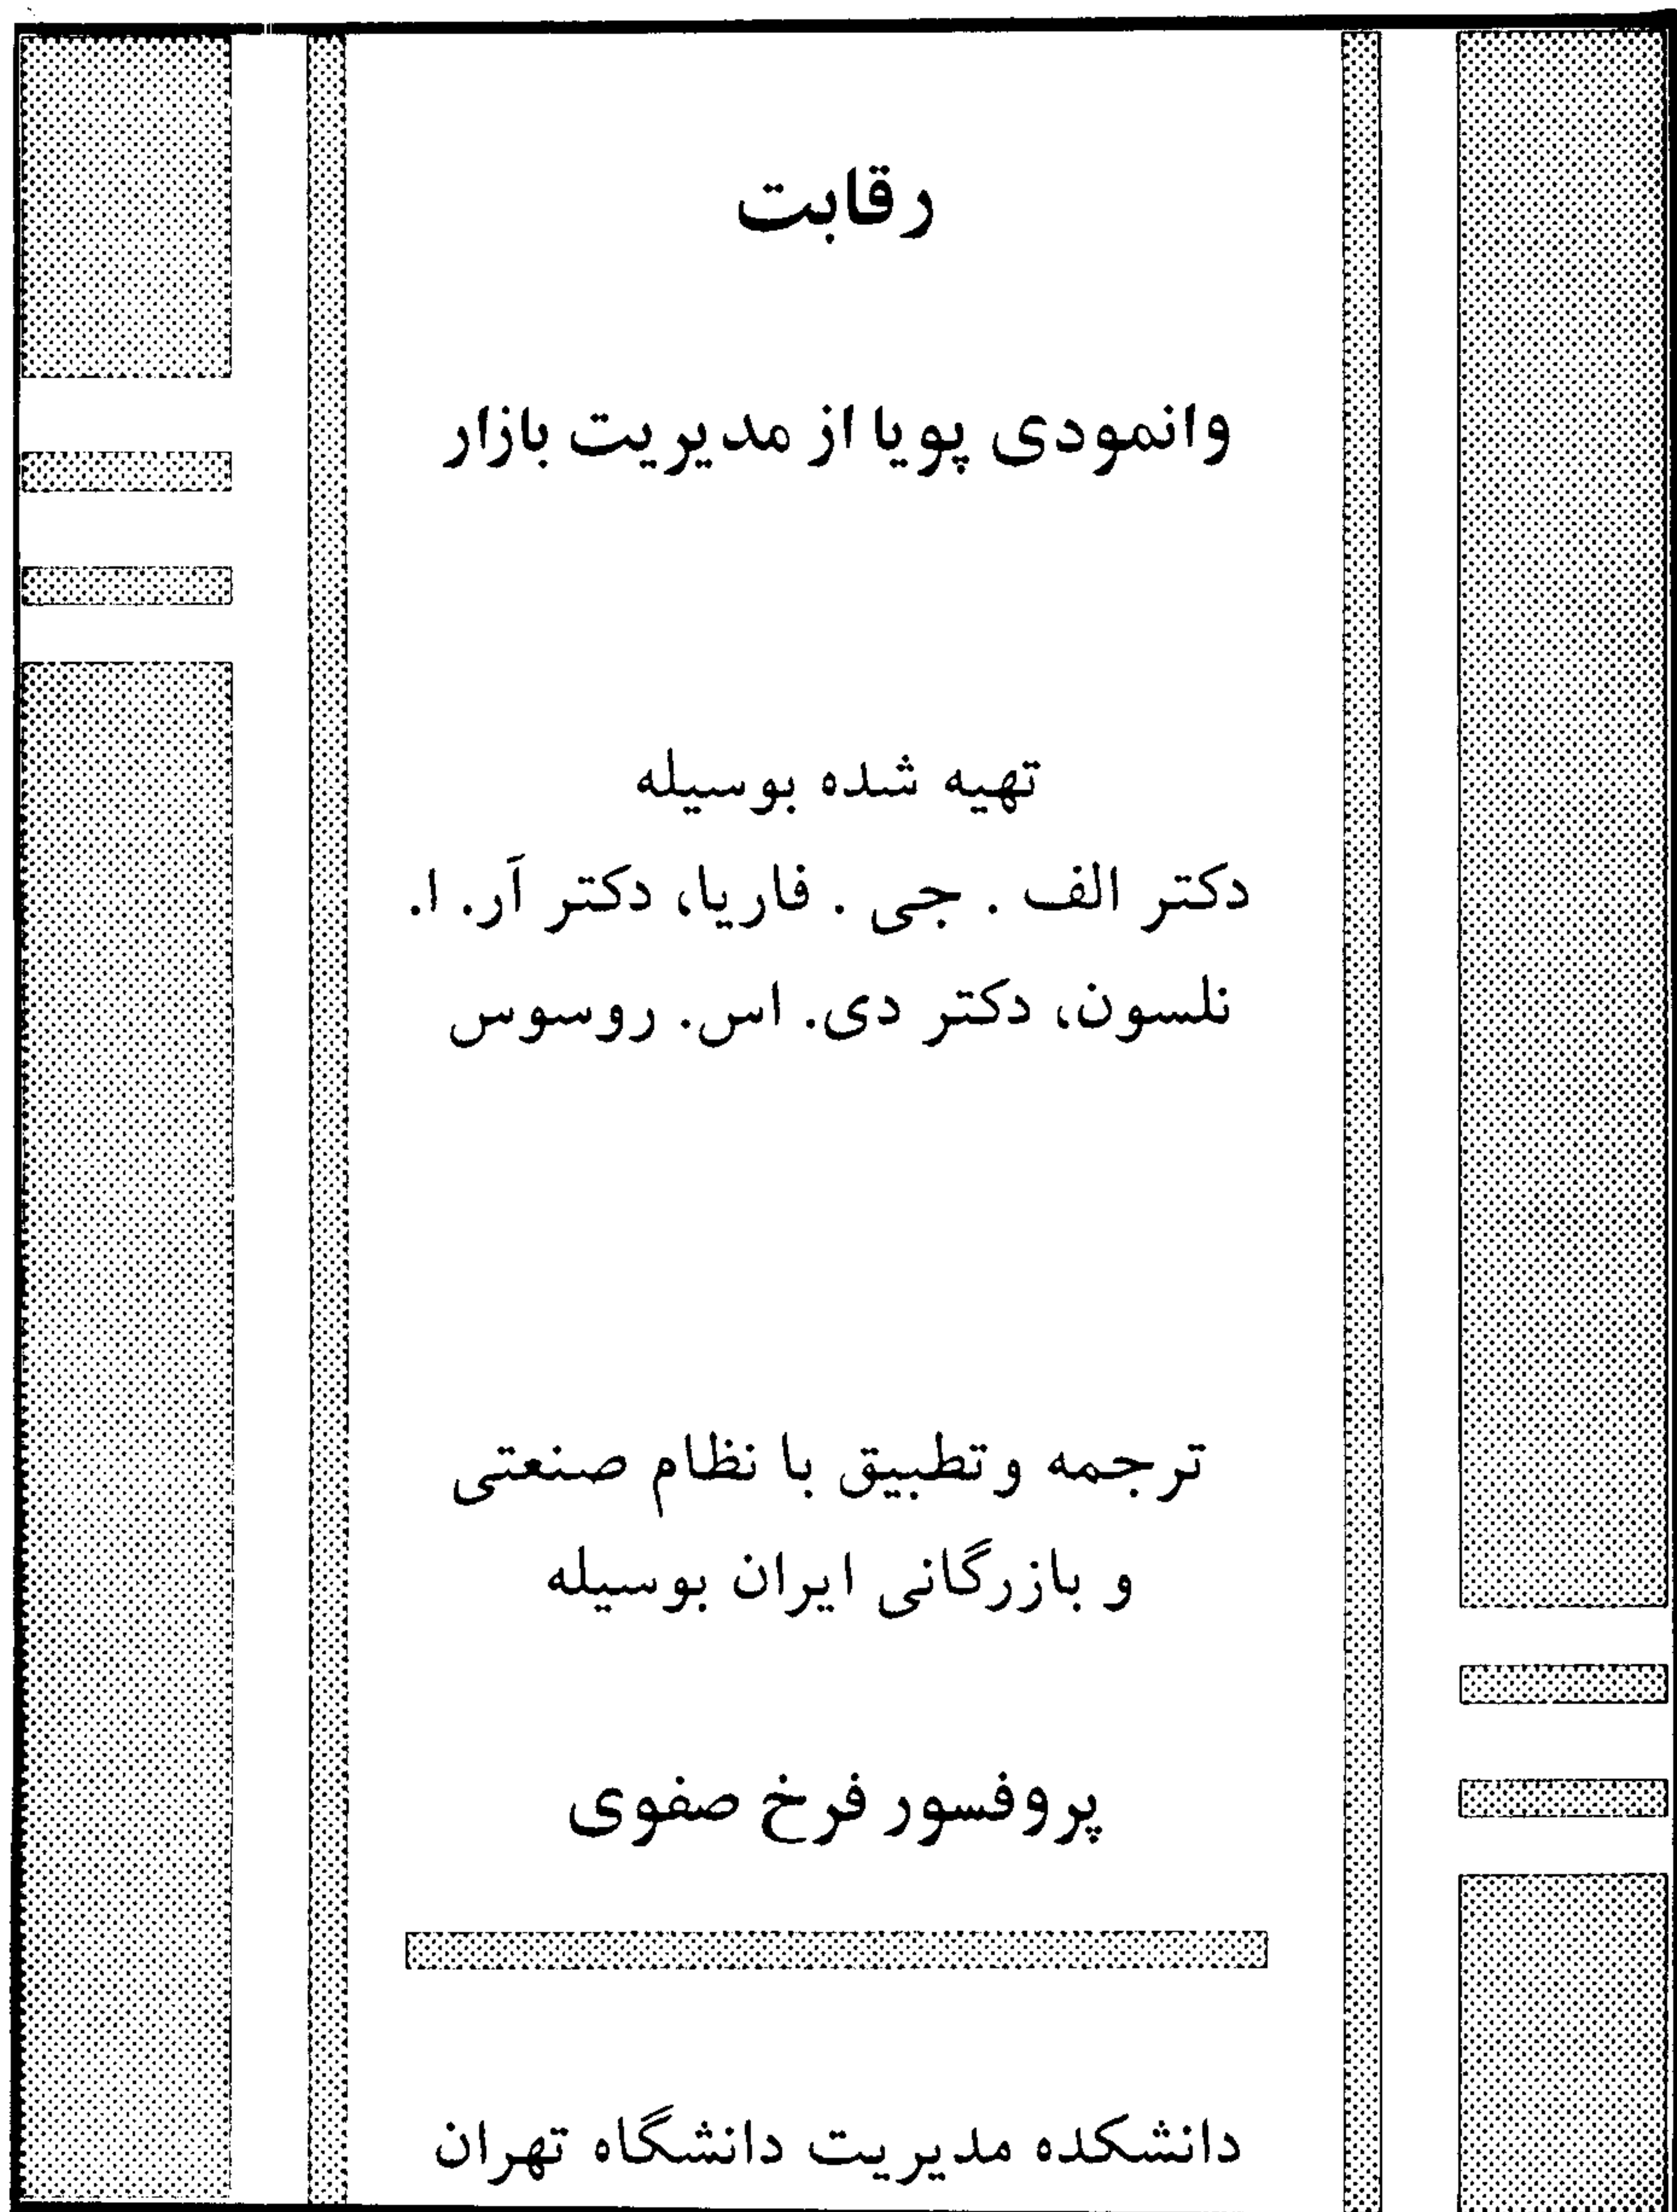 رقابت
وانمودی پویا از مدیریت بازار
تهیه شده بوسیله
دکتر الف . جی . فاریا، دکتر آر. ا.
نلسون، دکتر دی. اس. روسوس
ترجمه وتطبیق با نظام صنعتی
و بازرگانی ایران بوسیله
پروفسور فرخ صفوی
دانشکده مدیریت دانشگاه تهران